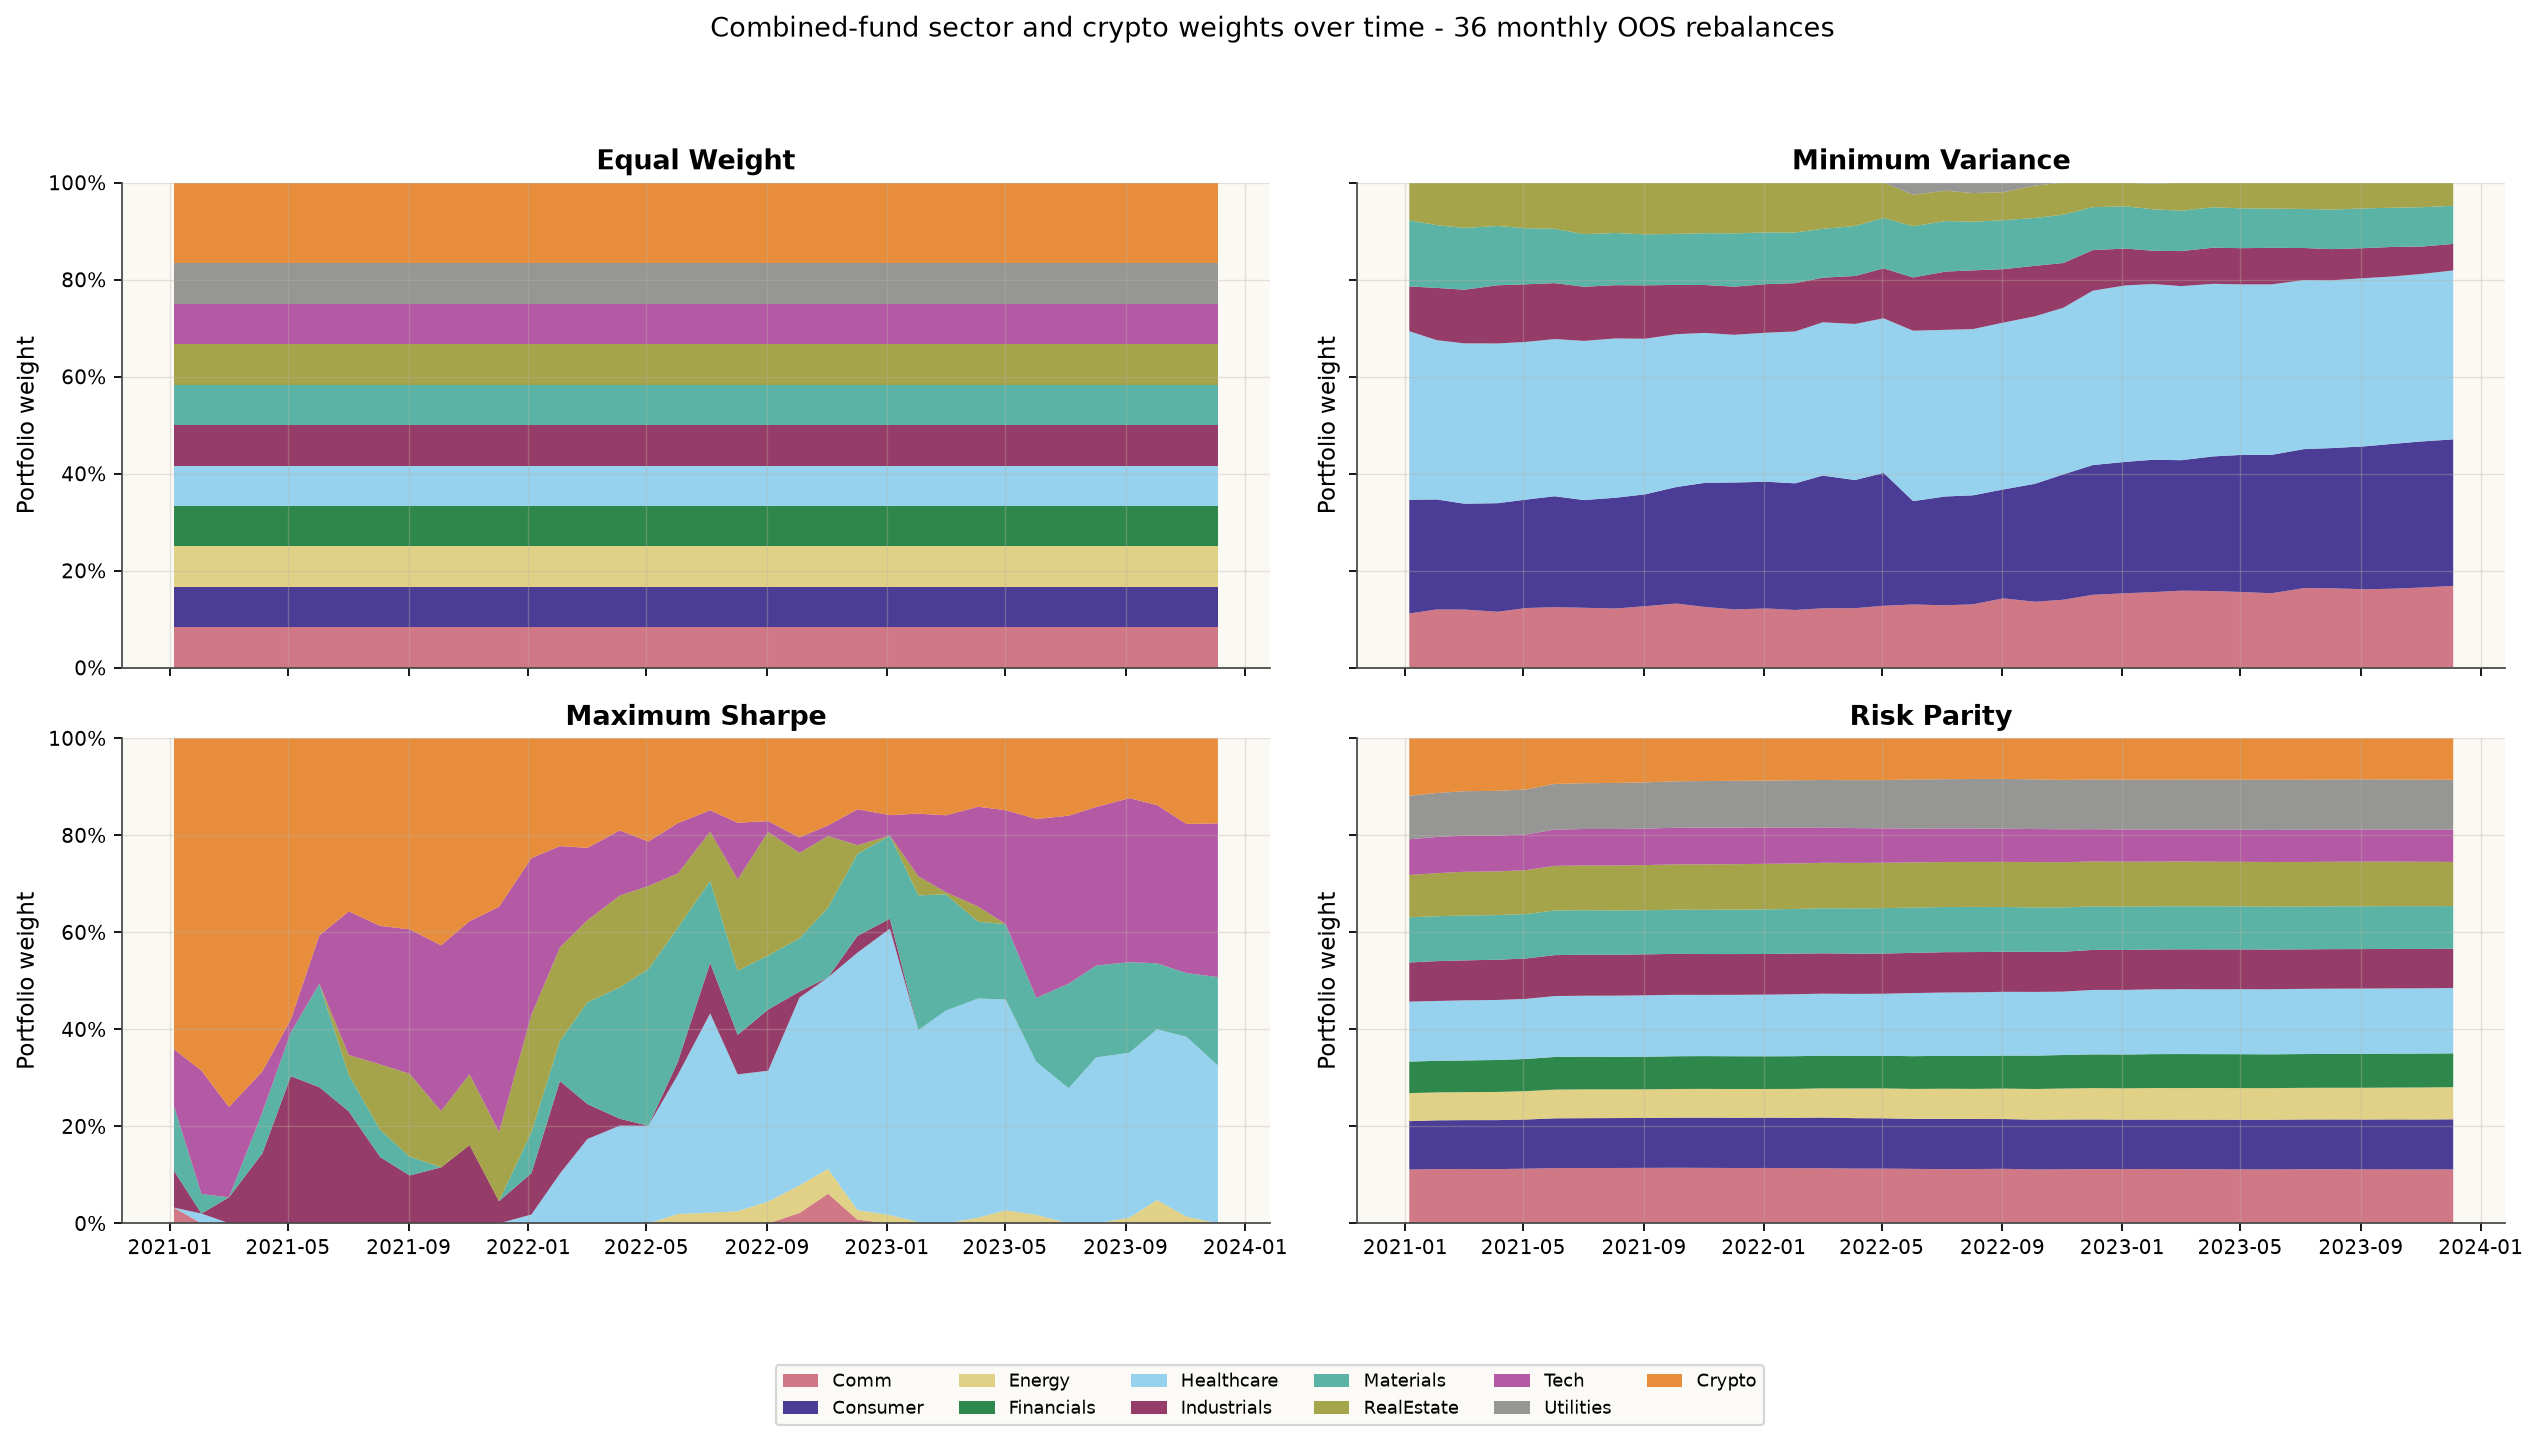 Combined-fund sector and crypto weights over time - 36 monthly OOS rebalances
Equal Weight
Portfolio weight
100%
80%
60%
40%
20%
0%
Minimum Variance
Portfolio weight
Maximum Sharpe
Portfolio weight
100%
80%
60%
40%
20%
0%
2021-01 2021-05 2021-09 2022-01 2022-05 2022-09 2023-01 2023-05 2023-09 2024-01
Risk Parity
Portfolio weight
2021-01 2021-05 2021-09 2022-01 2022-05 2022-09 2023-01 2023-05 2023-09 2024-01
Comm Energy Healthcare Materials Tech Crypto
Consumer Financials Industrials RealEstate Utilities